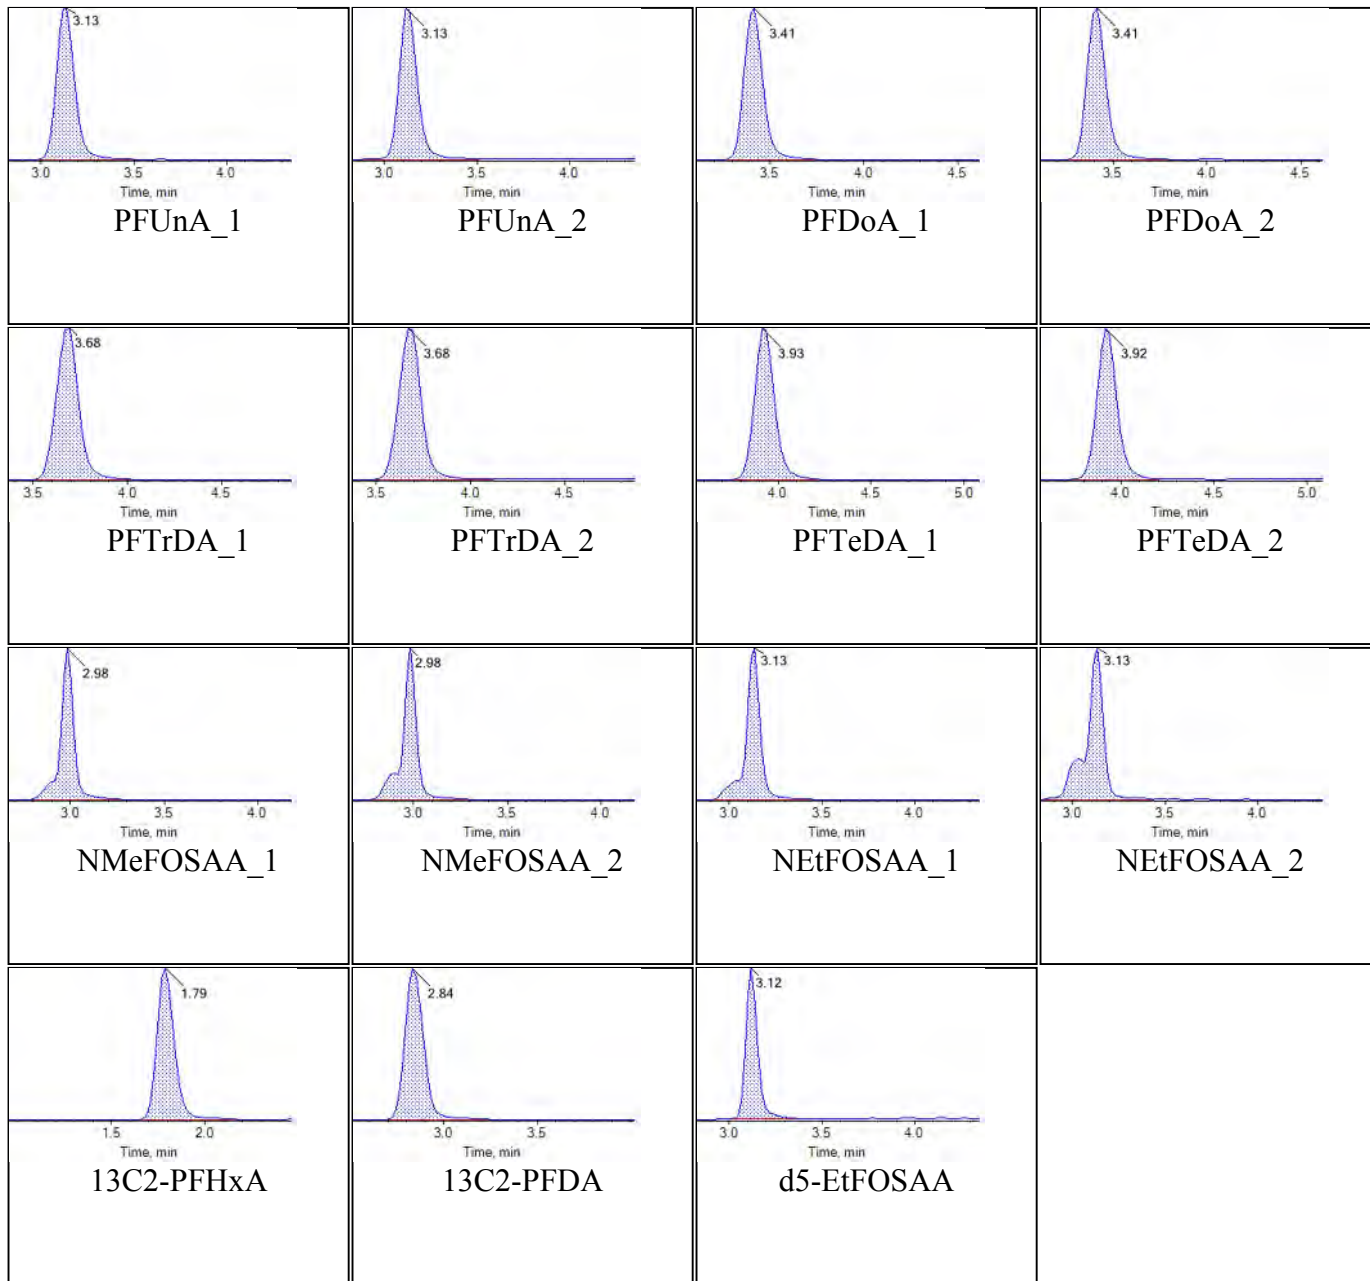 3.13
3.0 3.5 4.0
Time, min
PFUnA_1
3.13
3.0 3.5 4.0
Time, min
PFUnA_2
3.41
3.5 4.0 4.5
Time, min
PFDoA_1
3.41
3.5 4.0 4.5
Time, min
PFDoA_2
3.68
3.5 4.0 4.5
Time, min
PFTrDA_1
3.68
3.5 4.0 4.5
Time, min
PFTrDA_2
3.93
4.0 4.5 5.0
Time, min
PFTeDA_1
3.92
4.0 4.5 5.0
Time, min
PFTeDA_2
2.98
3.0 3.5 4.0
Time, min
NMeFOSAA_1
2.98
3.0 3.5 4.0
Time, min
NMeFOSAA_2
3.13
3.0 3.5 4.0
Time, min
NEtFOSAA_1
3.13
3.0 3.5 4.0
Time, min
NEtFOSAA_2
1.79
1.5 2.0
Time, min
13C2-PFHxA
2.84
3.0 3.5
Time, min
13C2-PFDA
3.12
3.0 3.5 4.0
Time, min
d5-EtFOSAA